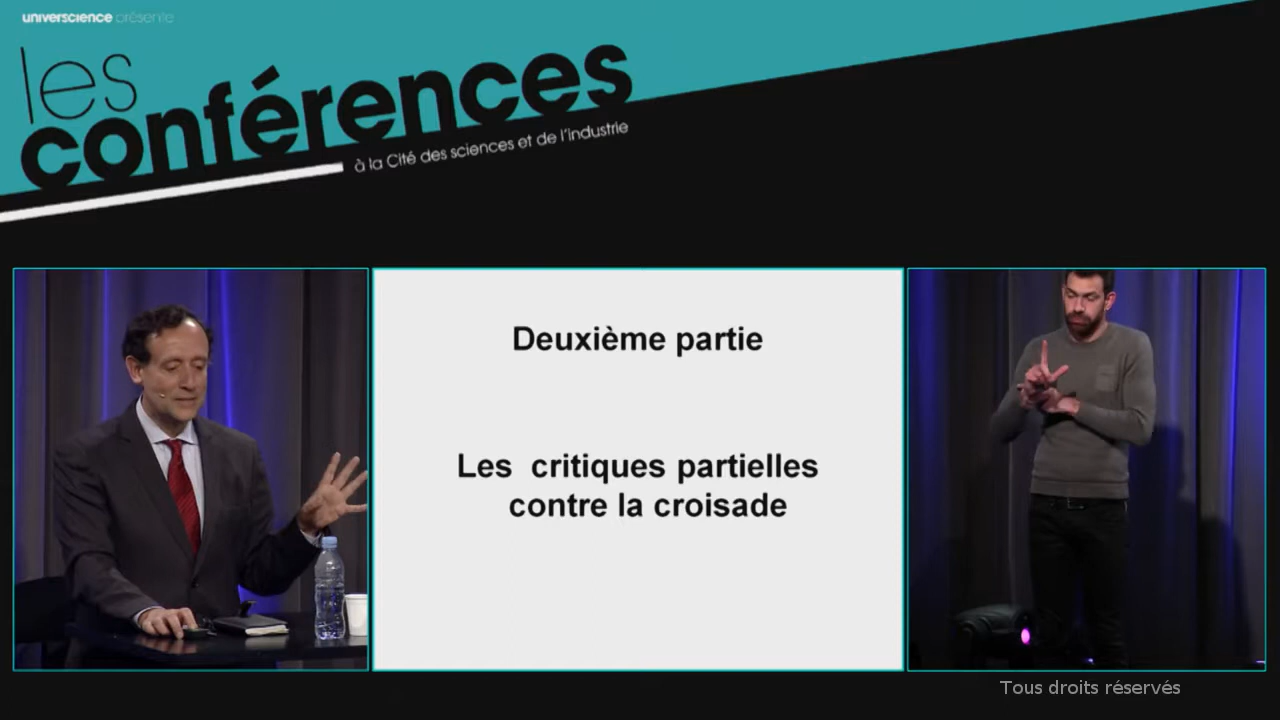 universcience présente
les
conférences
à la Cité des sciences et de l'industrie
Deuxième partie
Les critiques partielles
contre la croisade
Tous droits réservés